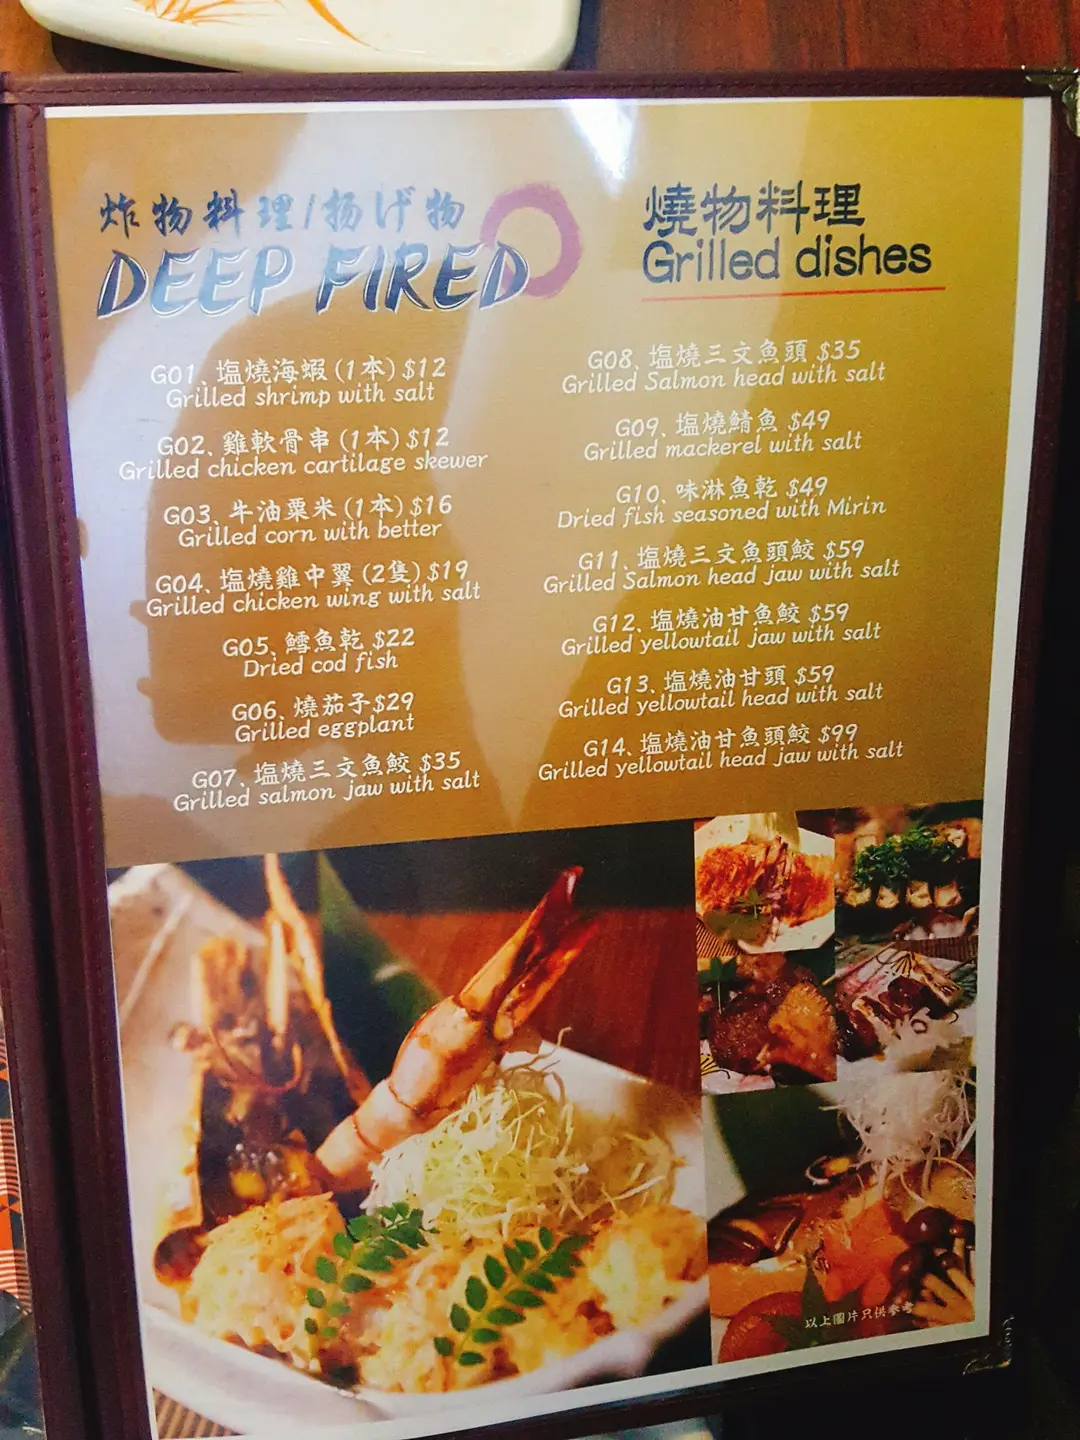 炸物料理/揚げ物
DEEP FIRED
燒物料理
Grilled dishes
G01、塩燒海蝦(1本)$12
Grilled shrimp with salt
G02、雞軟骨串(1本)$12
Grilled chicken cartilage skewer
G03、牛油粟米(1本)$16
Grilled corn with better
G04、塩燒雞中翼(2隻)$19
Grilled chicken wing with salt
G05、鱈魚乾 $22
Dried cod fish
G06、燒茄子$29
Grilled eggplant
G07、塩燒三文魚鮫 $35
Grilled salmon jaw with salt
G08、塩燒三文魚頭 $35
Grilled Salmon head with salt
G09、塩燒鯖魚 $49
Grilled mackerel with salt
G10、味淋魚乾 $49
Dried fish seasoned with Mirin
G11、塩燒三文魚頭鮫 $59
Grilled Salmon head jaw with salt
G12、塩燒油甘魚鮫 $59
Grilled yellowtail jaw with salt
G13、塩燒油甘頭 $59
Grilled yellowtail head with salt
G14、塩燒油甘魚頭鮫 $99
Grilled yellowtail head jaw with salt
以上圖片只供參考